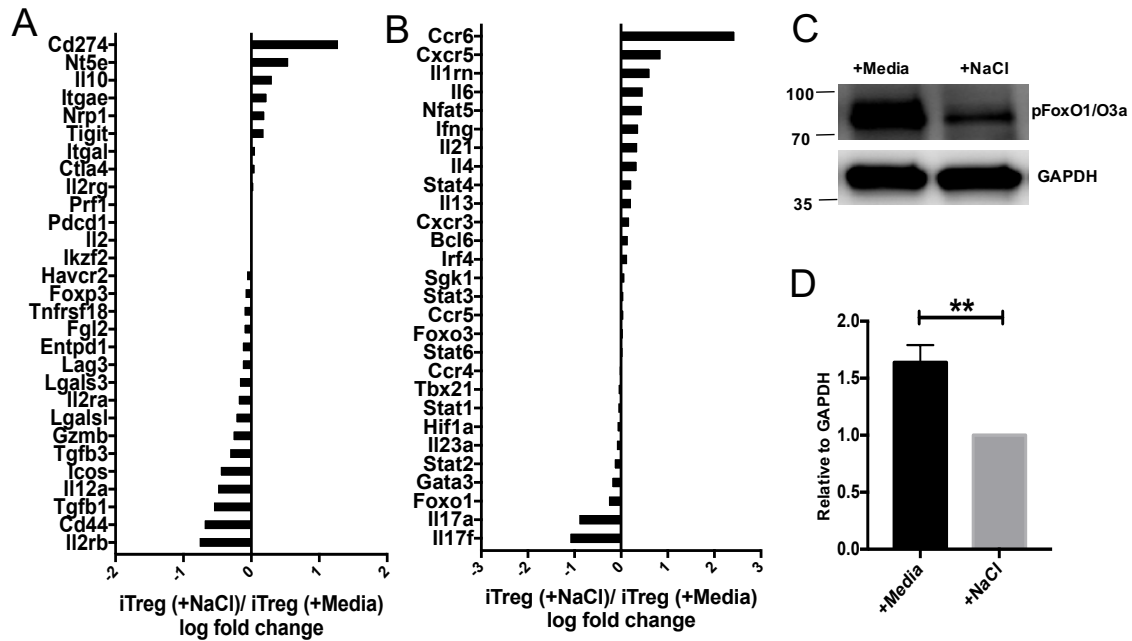 A
Cd274
Nt5e
Il10
Itgae
Nrp1
Tigit
Itgal
Ctla4
Il2rg
Prf1
Pdcd1
Il2
Ikzf2
Havcr2
Foxp3
Tnfrsf18
Fgl2
Entpd1
Lag3
Lgals3
Il2ra
Lgalsl
Gzmb
Tgfb3
Icos
Il12a
Tgfb1
Cd44
Il2rb
-2 -1 0 1 2
iTreg (+NaCl)/ iTreg (+Media)
log fold change
B
Ccr6
Cxcr5
Il1rn
Il6
Nfat5
Ifng
Il21
Il4
Stat4
Il13
Cxcr3
Bcl6
Irf4
Sgk1
Stat3
Ccr5
Foxo3
Stat6
Ccr4
Tbx21
Stat1
Hif1a
Il23a
Stat2
Gata3
Foxo1
Il17a
Il17f
-3 -2 -1 0 1 2 3
iTreg (+NaCl)/ iTreg (+Media)
log fold change
C
+Media +NaCl
100
pFoxO1/O3a
70
GAPDH
35
D
**
Relative to GAPDH
2.0
1.5
1.0
0.5
0.0
+Media +NaCl